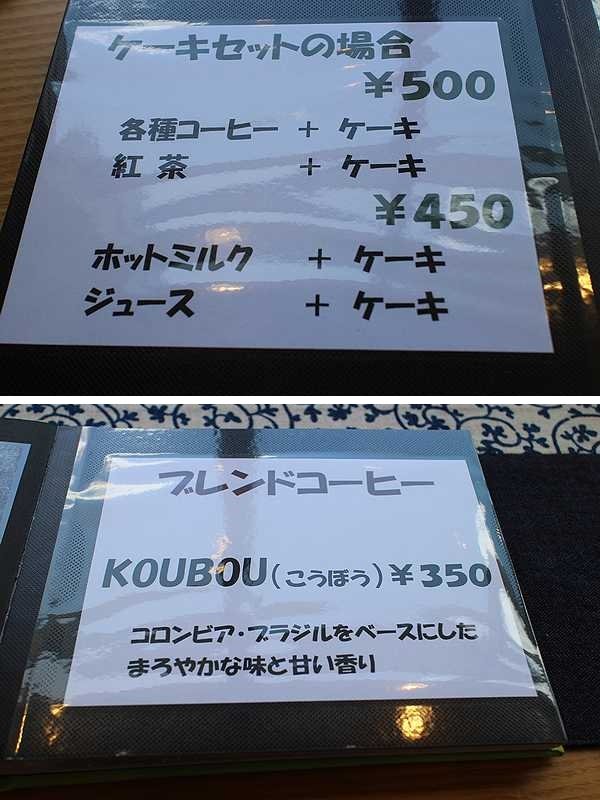 ケーキセットの場合
¥500
各種コーヒー + ケーキ
紅 茶 + ケーキ
¥450
ホットミルク + ケーキ
ジュース + ケーキ
ブレンドコーヒー
KOUBOU(こうぼう)¥350
コロンビア・ブラジルをベースにした
まろやかな味と甘い香り